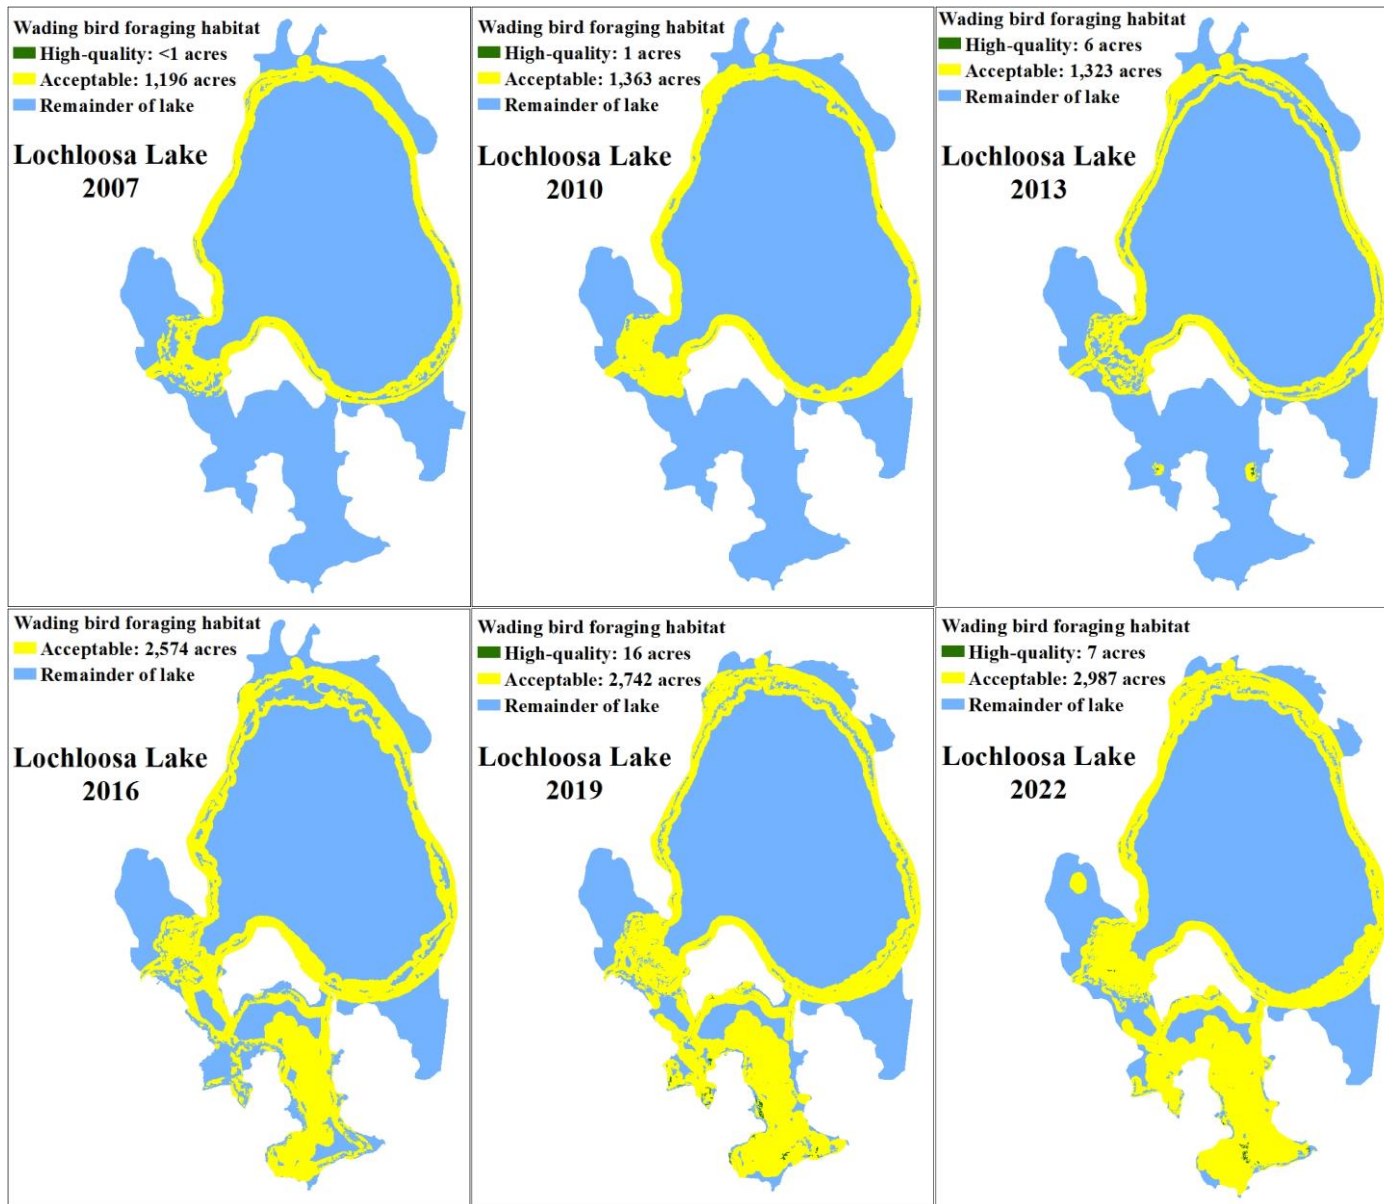 Wading bird foraging habitat
High-quality: <1 acres
Acceptable: 1,196 acres
Remainder of lake
Lochloosa Lake
2007
Wading bird foraging habitat
High-quality: 1 acres
Acceptable: 1,363 acres
Remainder of lake
Lochloosa Lake
2010
Wading bird foraging habitat
High-quality: 6 acres
Acceptable: 1,323 acres
Remainder of lake
Lochloosa Lake
2013
Wading bird foraging habitat
Acceptable: 2,574 acres
Remainder of lake
Lochloosa Lake
2016
Wading bird foraging habitat
High-quality: 16 acres
Acceptable: 2,742 acres
Remainder of lake
Lochloosa Lake
2019
Wading bird foraging habitat
High-quality: 7 acres
Acceptable: 2,987 acres
Remainder of lake
Lochloosa Lake
2022